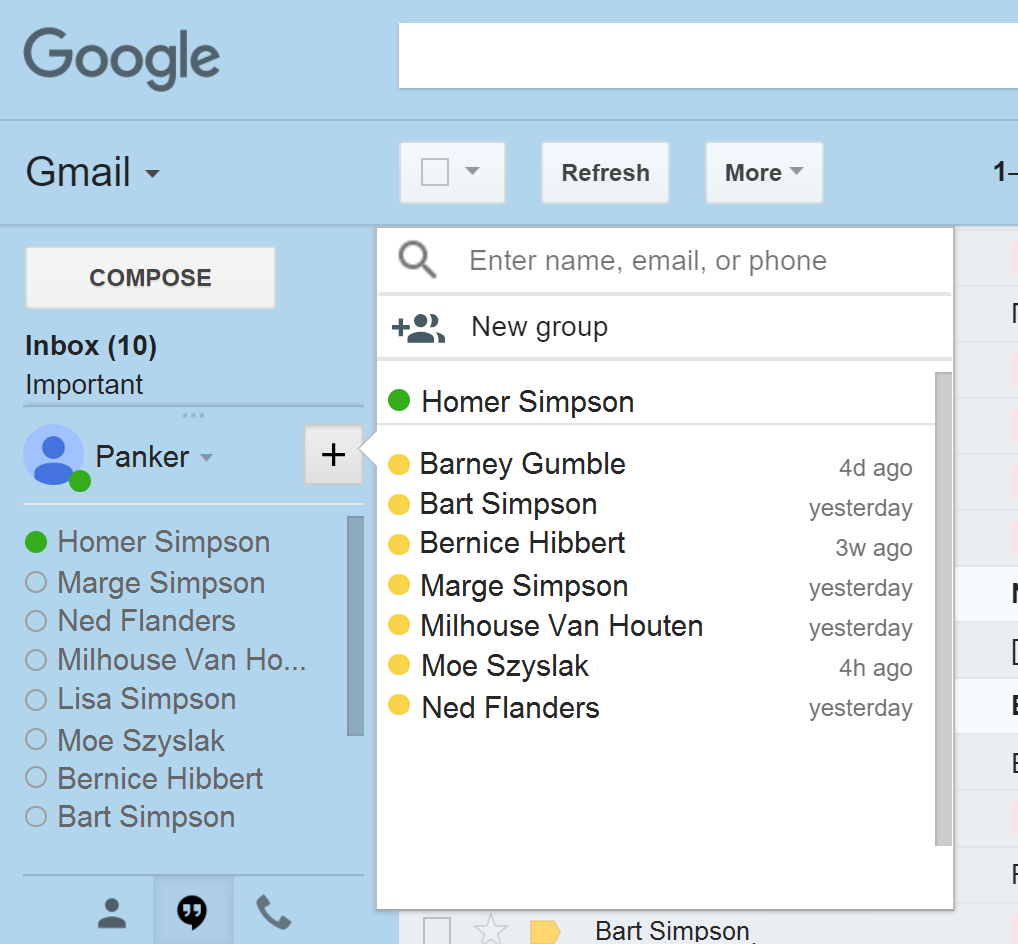 Google
Gmail
Refresh
More
1–
COMPOSE
Inbox (10)
Important
Panker
+
Homer Simpson
Marge Simpson
Ned Flanders
Milhouse Van Ho...
Lisa Simpson
Moe Szyslak
Bernice Hibbert
Bart Simpson
Enter name, email, or phone
New group
Homer Simpson
Barney Gumble 4d ago
Bart Simpson yesterday
Bernice Hibbert 3w ago
Marge Simpson yesterday
Milhouse Van Houten yesterday
Moe Szyslak 4h ago
Ned Flanders yesterday
Bart Simpson